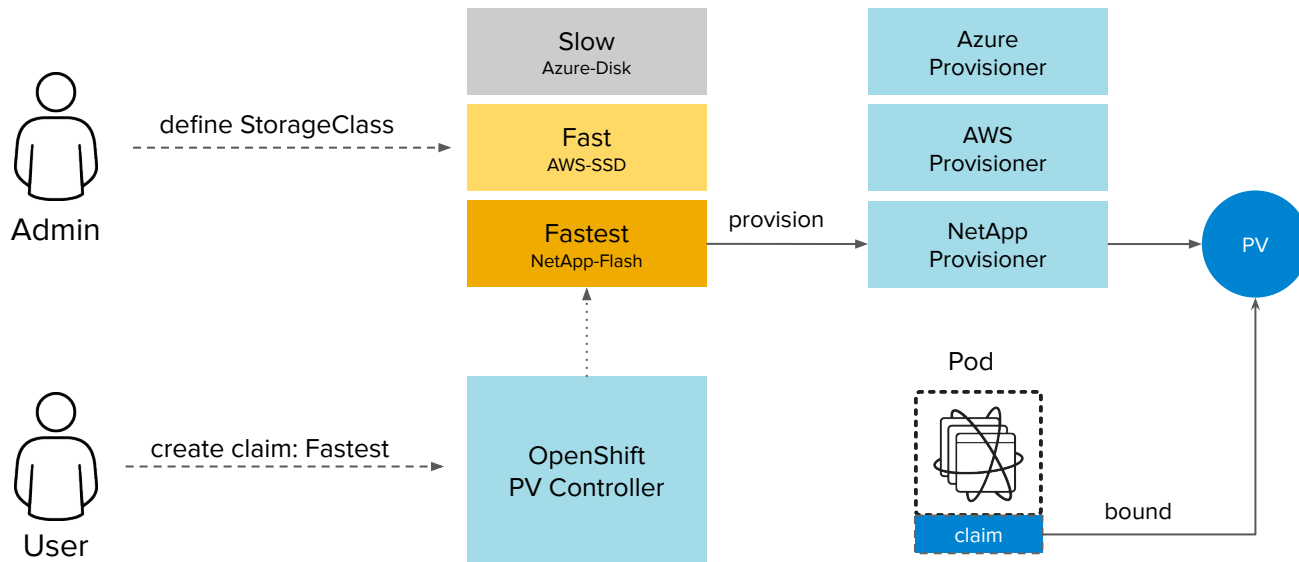 Slow
Azure-Disk
Azure
Provisioner
define StorageClass
Fast
AWS-SSD
AWS
Provisioner
Admin
Fastest
NetApp-Flash
provision
NetApp
Provisioner
PV
Pod
create claim: Fastest
OpenShift
PV Controller
User
claim
bound